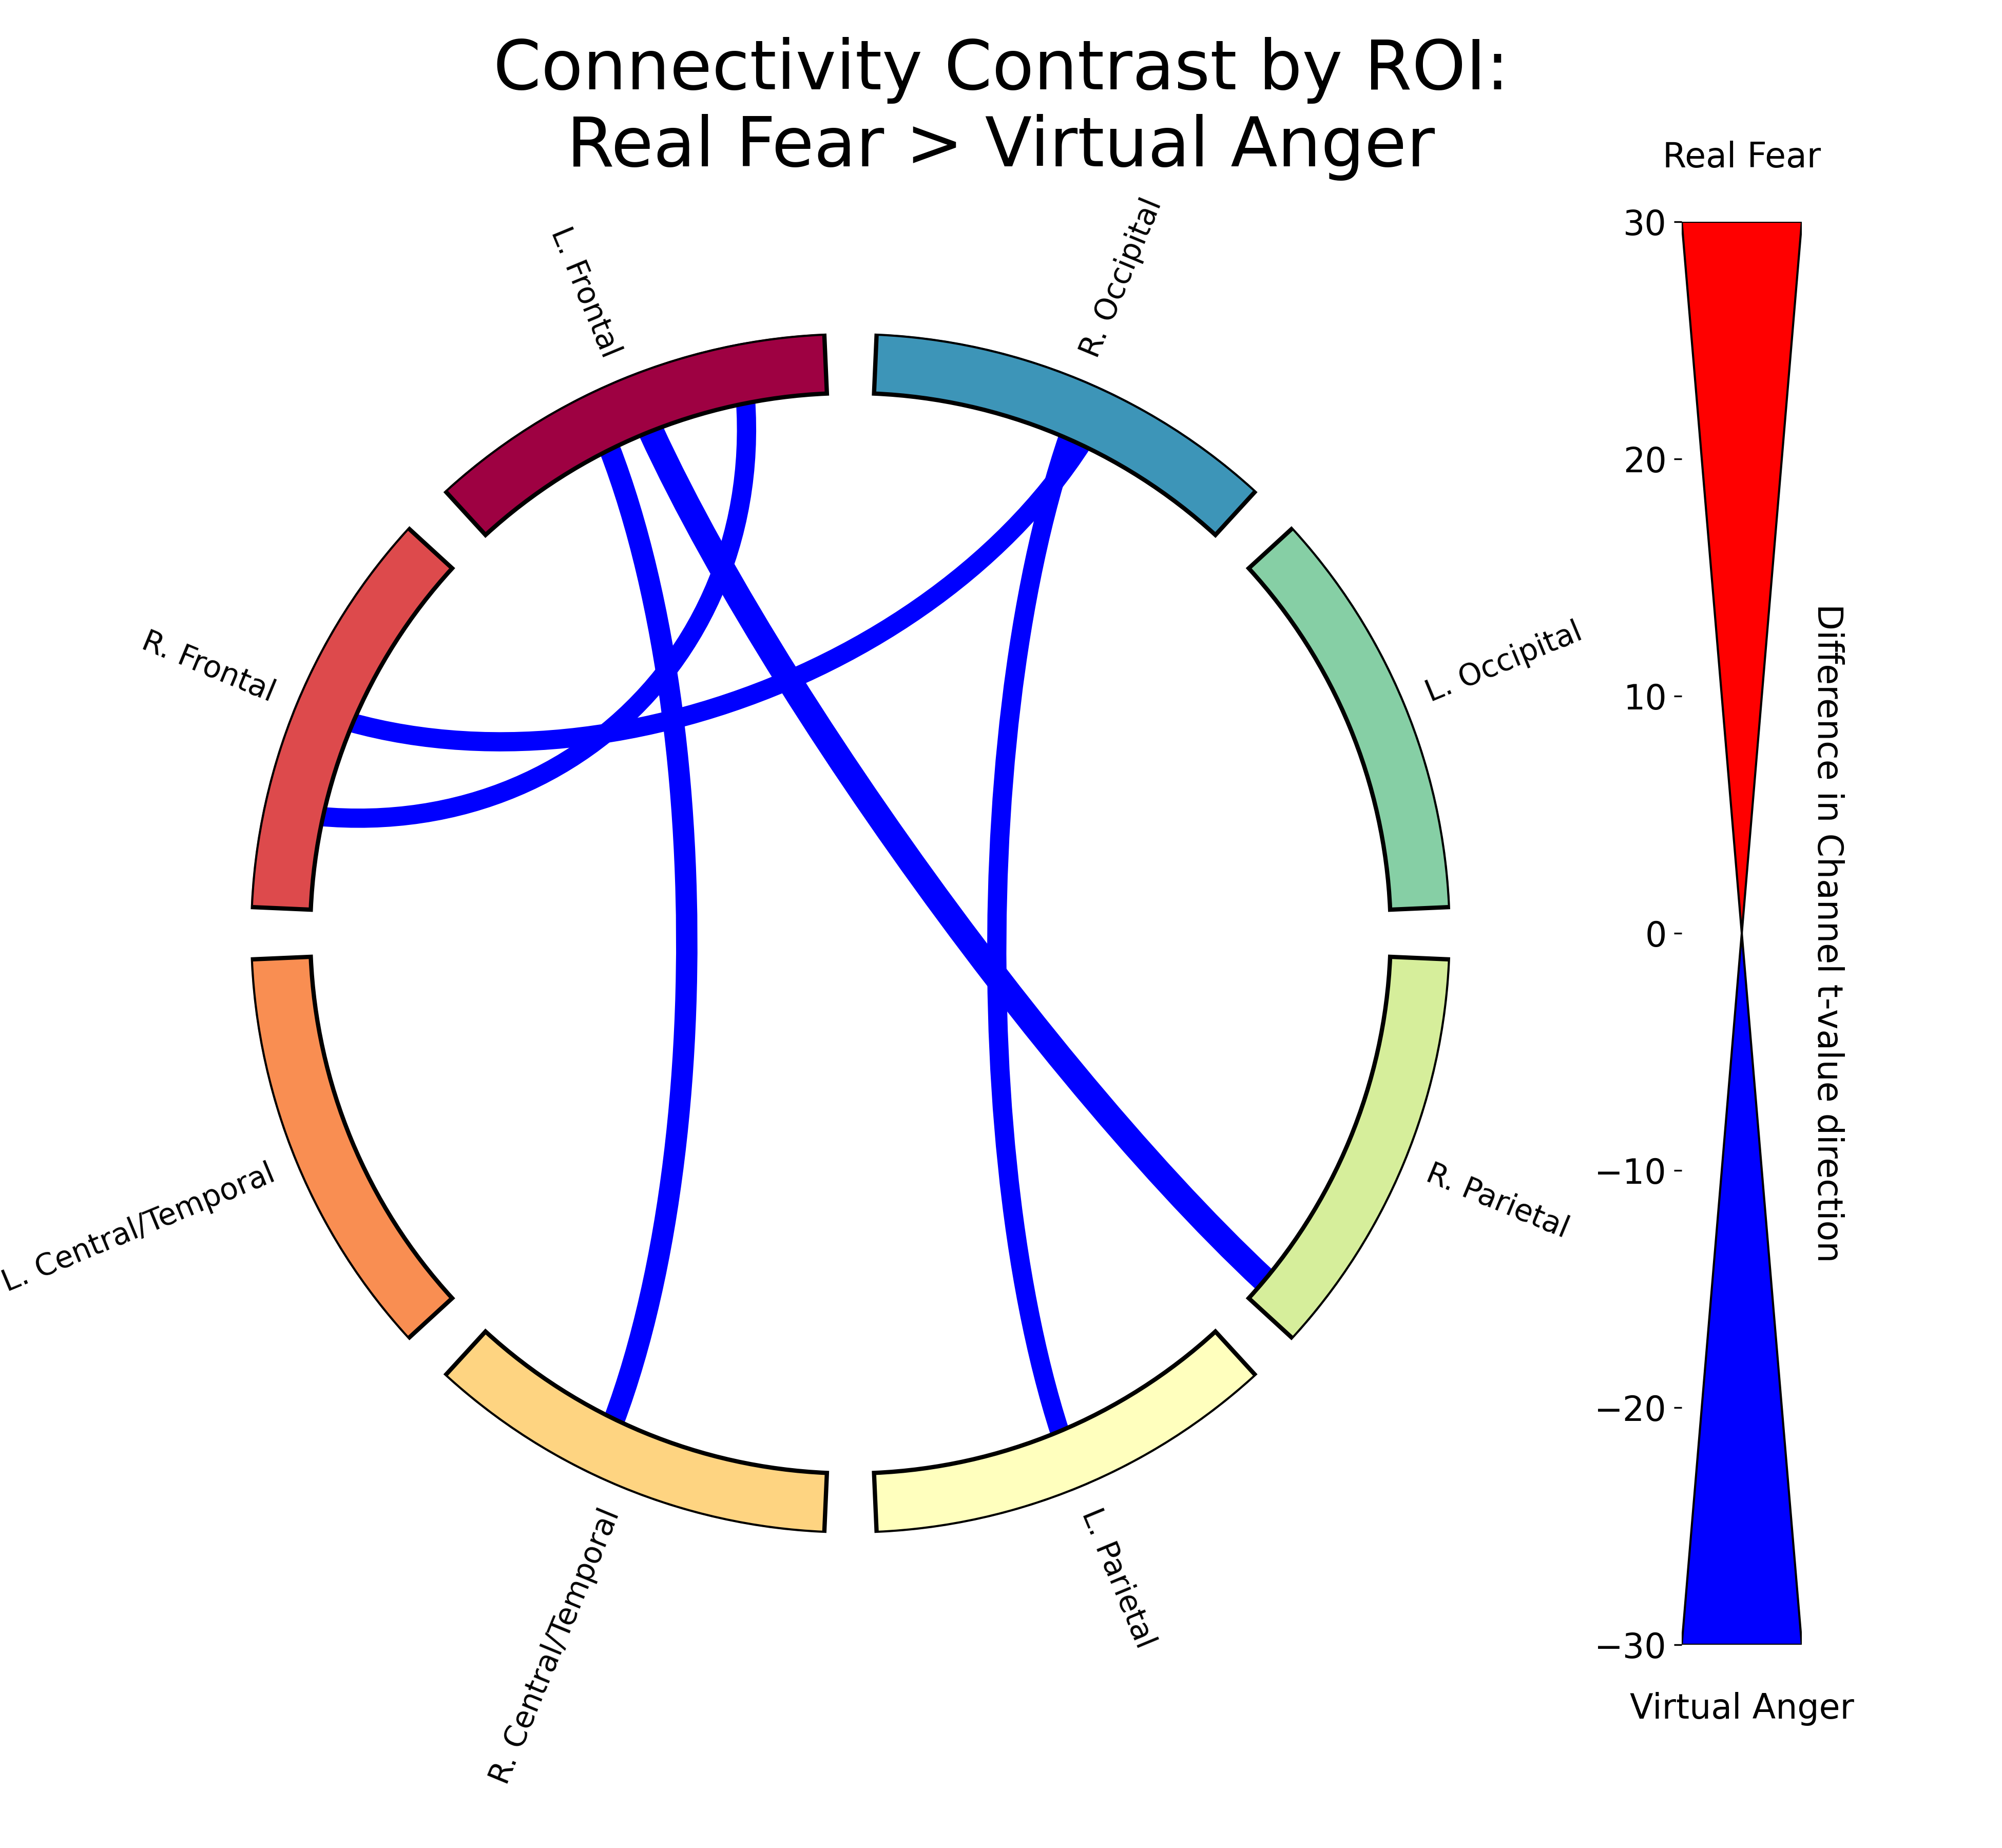 Connectivity Contrast by ROI:
Real Fear > Virtual Anger
L. Frontal
R. Occipital
R. Frontal
L. Occipital
L. Central/Temporal
R. Parietal
R. Central/Temporal
L. Parietal
Real Fear
30
20
10
0
−10
−20
−30
Difference in Channel t-value direction
Virtual Anger